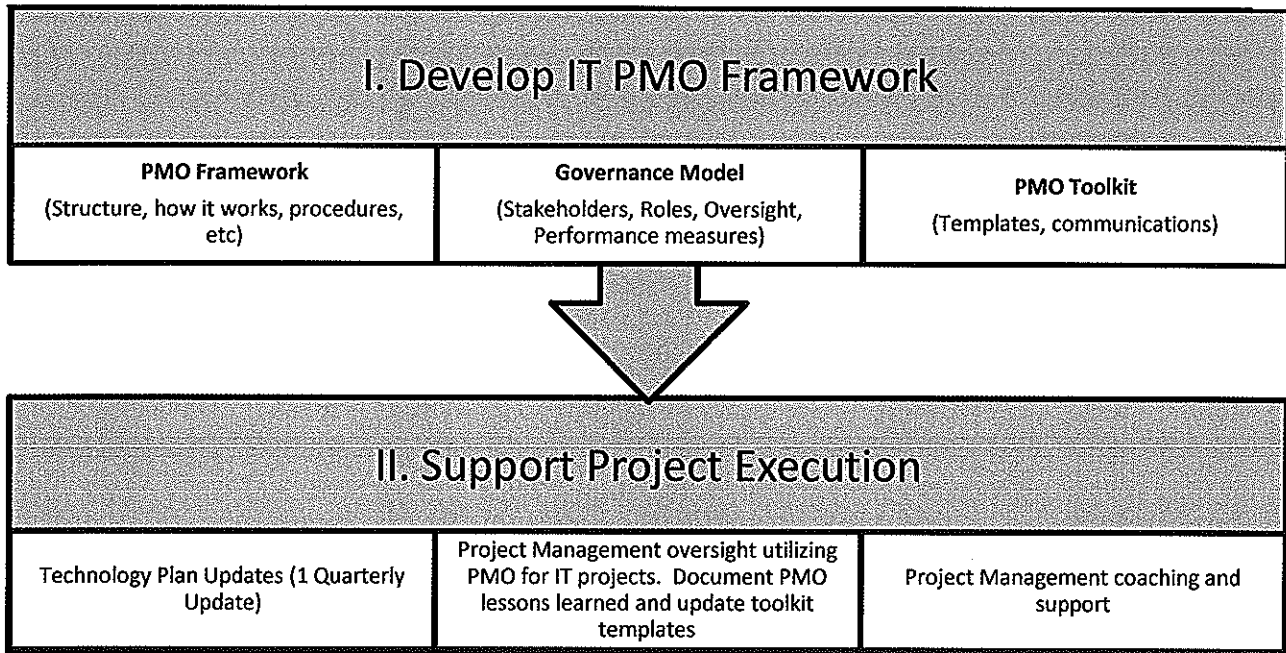 I. Develop IT PMO Framework
PMO Framework
(Structure, how it works, procedures,
etc)
Governance Model
(Stakeholders, Roles, Oversight,
Performance measures)
PMO Toolkit
(Templates, communications)
II. Support Project Execution
Technology Plan Updates (1 Quarterly
Update)
Project Management oversight utilizing
PMO for IT projects.  Document PMO
lessons learned and update toolkit
templates
Project Management coaching and
support